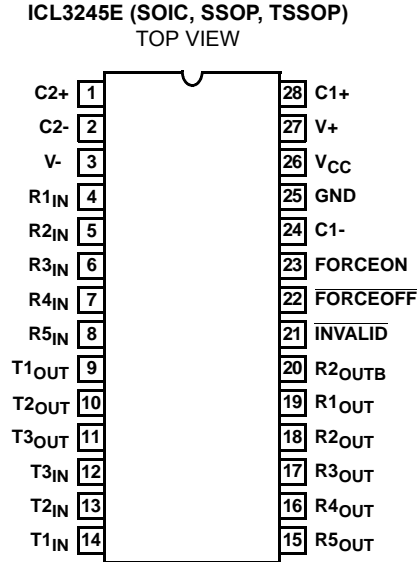 ICL3245E (SOIC, SSOP, TSSOP)
TOP VIEW
C2+ 1 28 C1+
C2- 2 27 V+
V- 3 26 VCC
R1IN 4 25 GND
R2IN 5 24 C1-
R3IN 6 23 FORCEON
R4IN 7 22 FORCEOFF
R5IN 8 21 INVALID
T1OUT 9 20 R2OUTB
T2OUT 10 19 R1OUT
T3OUT 11 18 R2OUT
T3IN 12 17 R3OUT
T2IN 13 16 R4OUT
T1IN 14 15 R5OUT